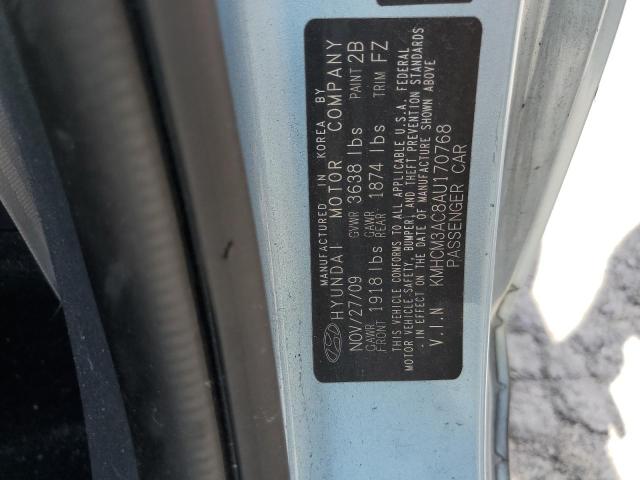 MANUFACTURED IN KOREA BY
HYUNDAI MOTOR COMPANY
NOV/27/09 GVWR 3638 lbs PAINT 2B
GAWR FRONT 1918 lbs GAWR REAR 1874 lbs TRIM FZ
THIS VEHICLE CONFORMS TO ALL APPLICABLE U.S.A. FEDERAL
MOTOR VEHICLE-SAFETY, BUMPER, AND THEFT PREVENTION STANDARDS
IN EFFECT ON THE DATE OF MANUFACTURE SHOWN ABOVE
V.I.N KMHCM3AC8AU170768
PASSENGER CAR